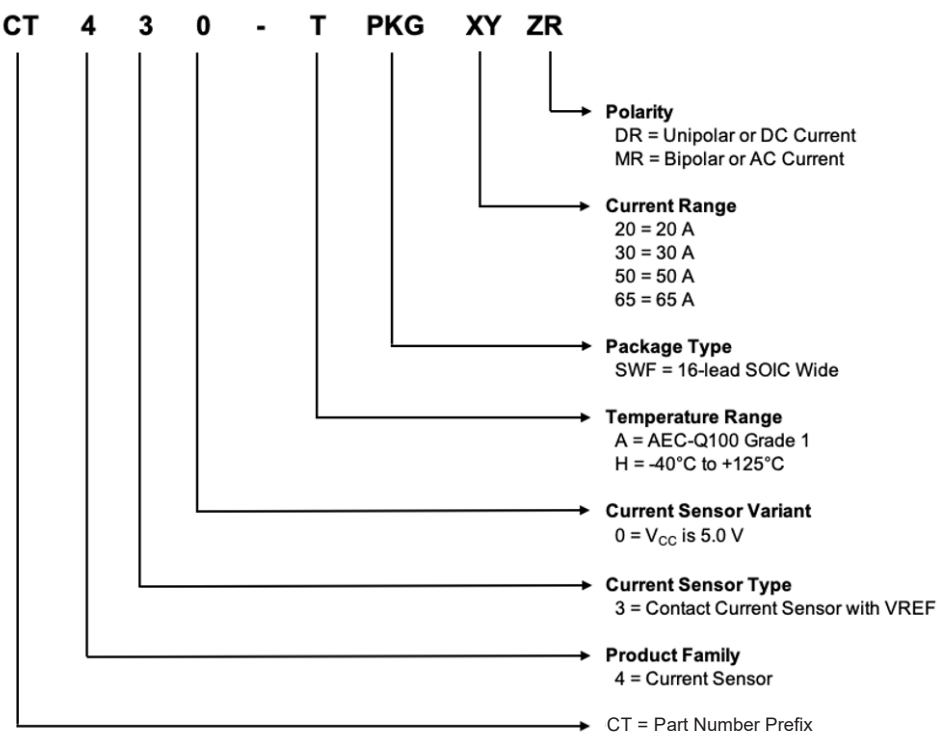 CT 4 3 0 - T PKG XY ZR
Polarity
DR = Unipolar or DC Current
MR = Bipolar or AC Current
Current Range
20 = 20 A
30 = 30 A
50 = 50 A
65 = 65 A
Package Type
SWF = 16-lead SOIC Wide
Temperature Range
A = AEC-Q100 Grade 1
H = -40°C to +125°C
Current Sensor Variant
0 = VCC is 5.0 V
Current Sensor Type
3 = Contact Current Sensor with VREF
Product Family
4 = Current Sensor
CT = Part Number Prefix